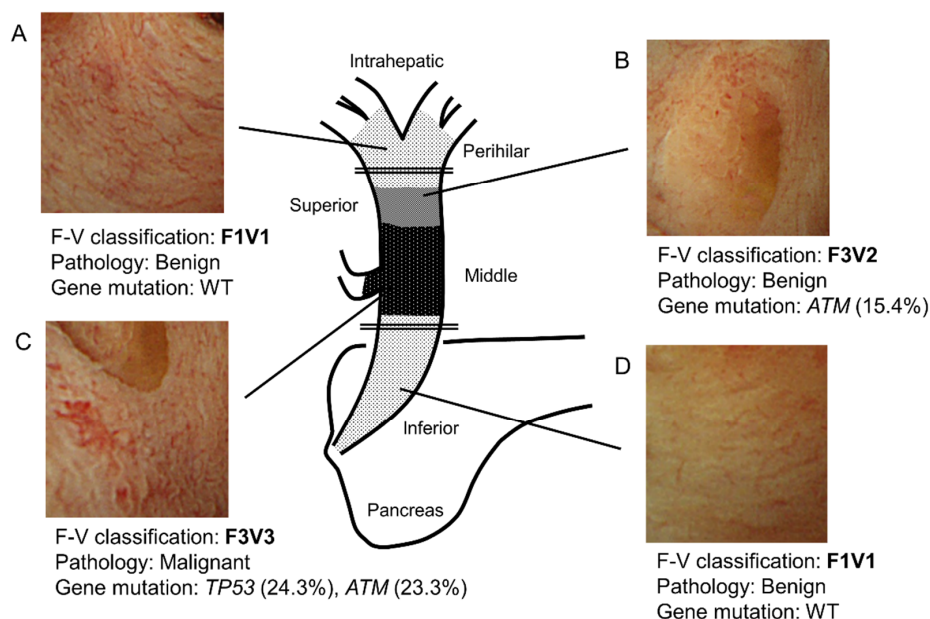 A
F-V classification: F1V1
Pathology: Benign
Gene mutation: WT
Intrahepatic
Perihilar
Superior
Middle
Inferior
Pancreas
B
F-V classification: F3V2
Pathology: Benign
Gene mutation: ATM (15.4%)
C
F-V classification: F3V3
Pathology: Malignant
Gene mutation: TP53 (24.3%), ATM (23.3%)
D
F-V classification: F1V1
Pathology: Benign
Gene mutation: WT